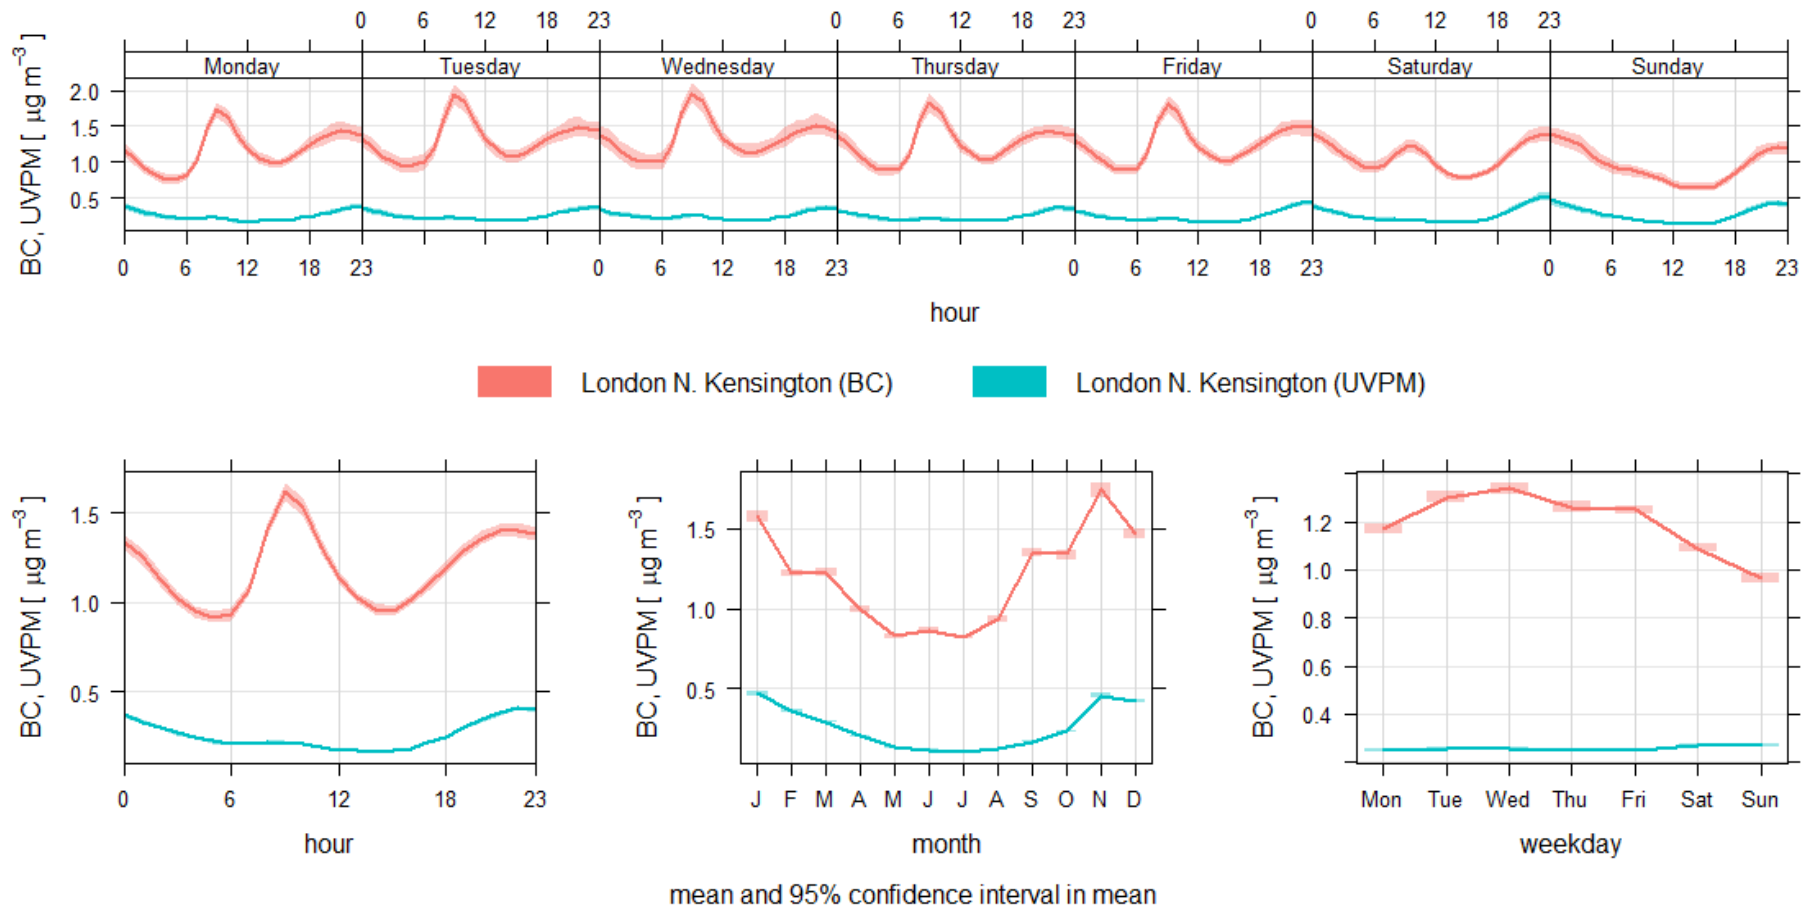 0 6 12 18 23 0 6 12 18 23 0 6 12 18 23
Monday Tuesday Wednesday Thursday Friday Saturday Sunday
BC, UVPM [ µg m⁻³ ]
2.0
1.5
1.0
0.5
0 6 12 18 23 0 6 12 18 23 0 6 12 18 23 0 6 12 18 23
hour
London N. Kensington (BC) London N. Kensington (UVPM)
BC, UVPM [ µg m⁻³ ]
1.5
1.0
0.5
0 6 12 18 23
hour
BC, UVPM [ µg m⁻³ ]
1.5
1.0
0.5
J F M A M J J A S O N D
month
BC, UVPM [ µg m⁻³ ]
1.2
1.0
0.8
0.6
0.4
Mon Tue Wed Thu Fri Sat Sun
weekday
mean and 95% confidence interval in mean